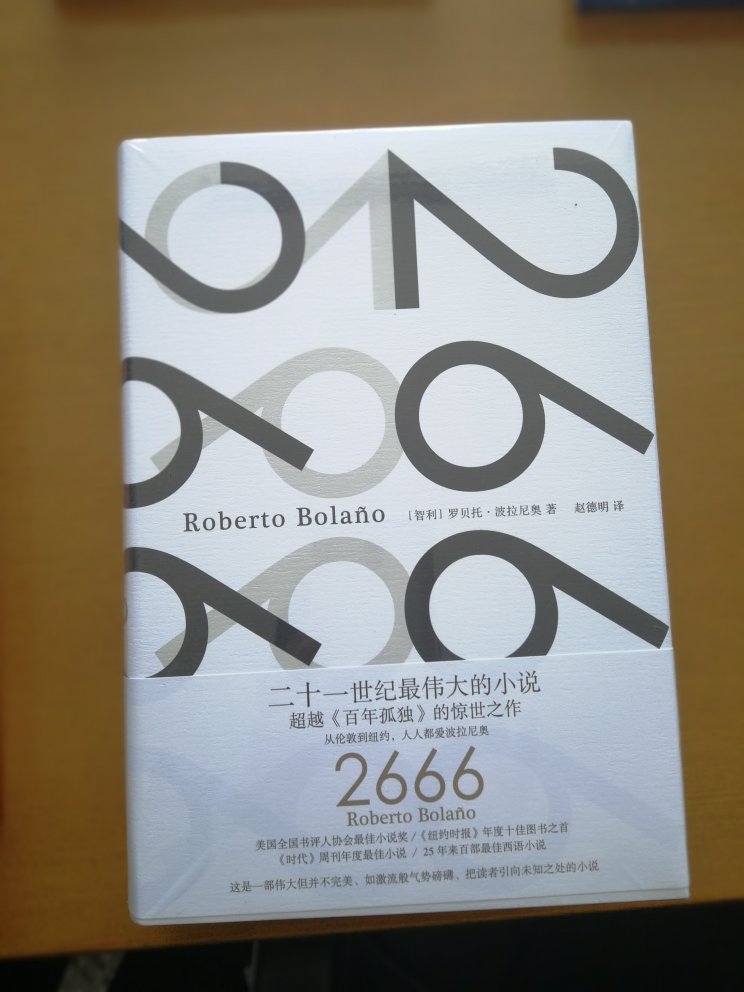 2
6
6
6
Roberto Bolaño [智利] 罗贝托·波拉尼奥 著 赵德明 译
二十一世纪最伟大的小说
超越《百年孤独》的惊世之作
从伦敦到纽约，人人都爱波拉尼奥
2666
Roberto Bolaño
美国全国书评人协会最佳小说奖 /《纽约时报》年度十佳图书之首
《时代》周刊年度最佳小说 / 25 年来百部最佳西语小说
这是一部伟大但并不完美、如激流般气势磅礴、把读者引向未知之处的小说